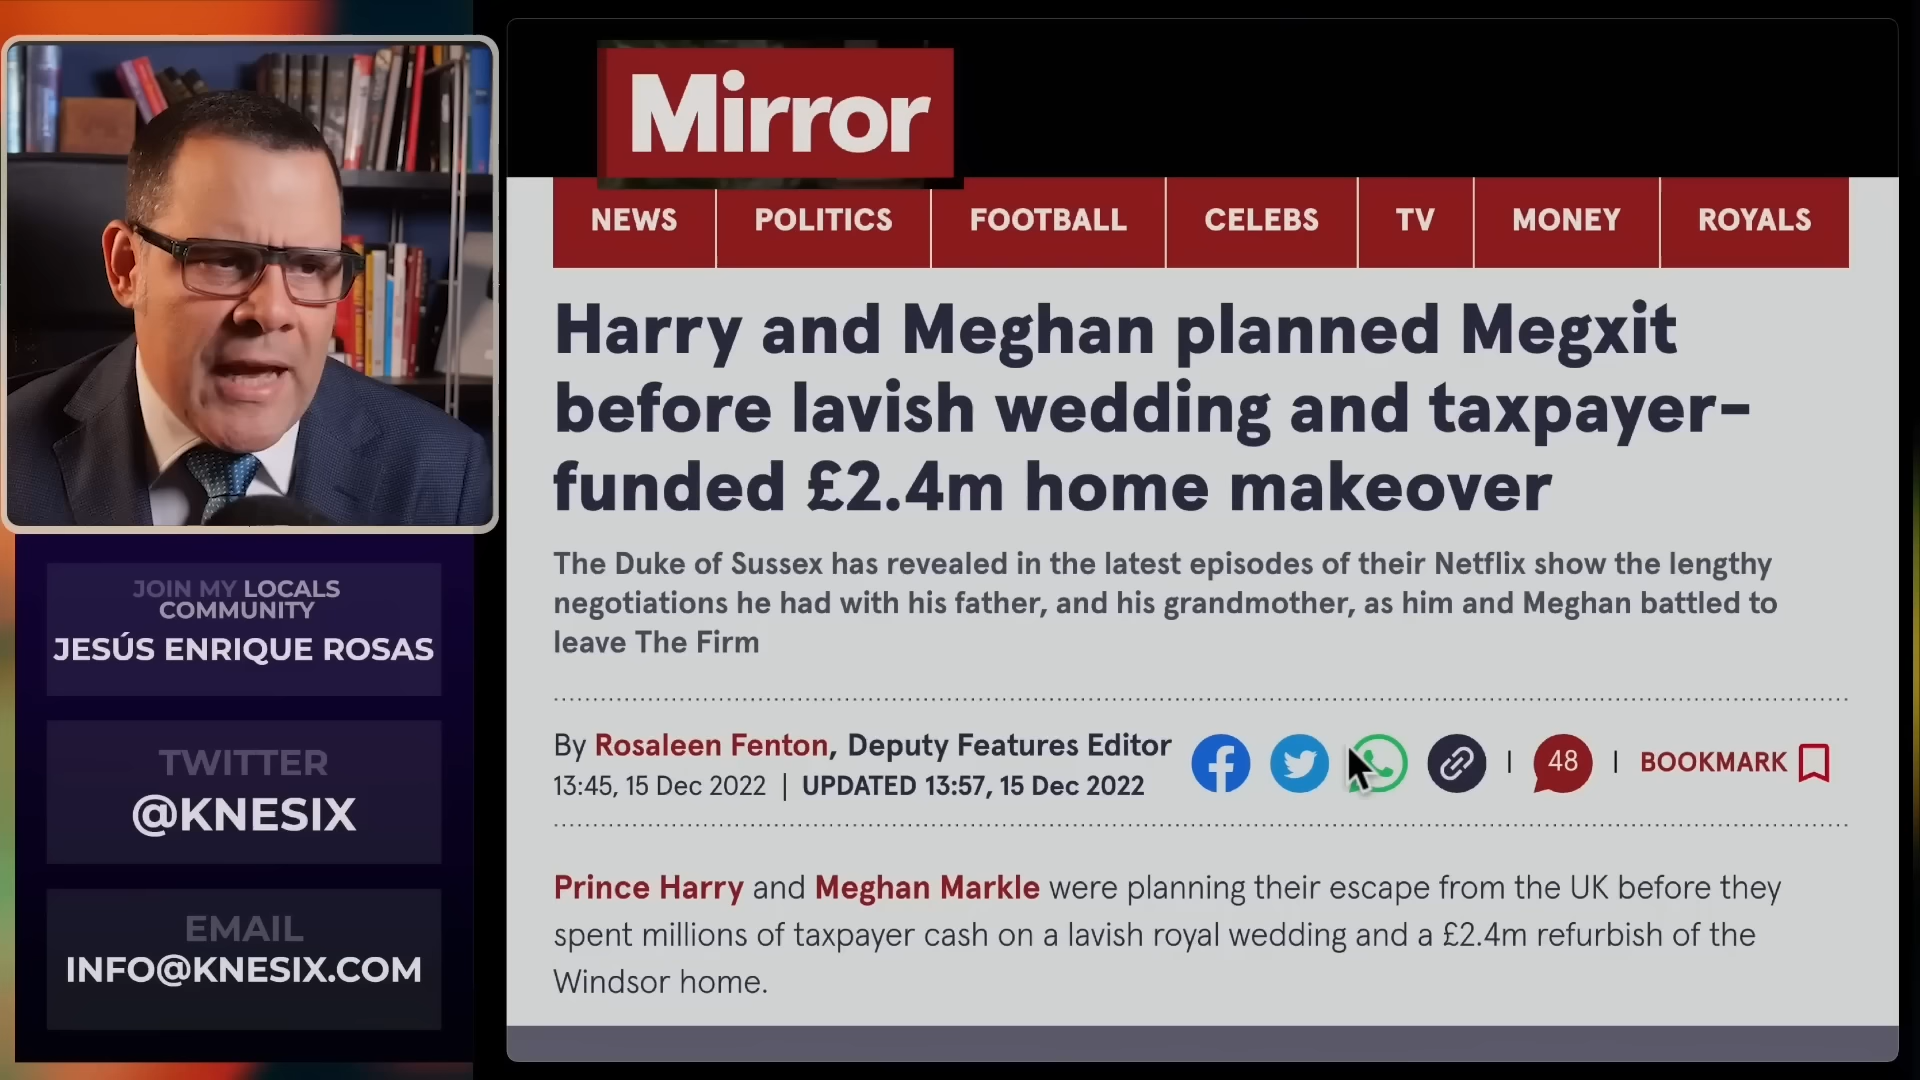 Mirror
NEWS
POLITICS
FOOTBALL
CELEBS
TV
MONEY
ROYALS
Harry and Meghan planned Megxit
before lavish wedding and taxpayer-
funded £2.4m home makeover
The Duke of Sussex has revealed in the latest episodes of their Netflix show the lengthy
negotiations he had with his father, and his grandmother, as him and Meghan battled to
leave The Firm
By Rosaleen Fenton, Deputy Features Editor
13:45, 15 Dec 2022 | UPDATED 13:57, 15 Dec 2022
48
BOOKMARK
Prince Harry and Meghan Markle were planning their escape from the UK before they
spent millions of taxpayer cash on a lavish royal wedding and a £2.4m refurbish of the
Windsor home.
JOIN MY LOCALS
COMMUNITY
JESÚS ENRIQUE ROSAS
TWITTER
@KNESIX
EMAIL
INFO@KNESIX.COM